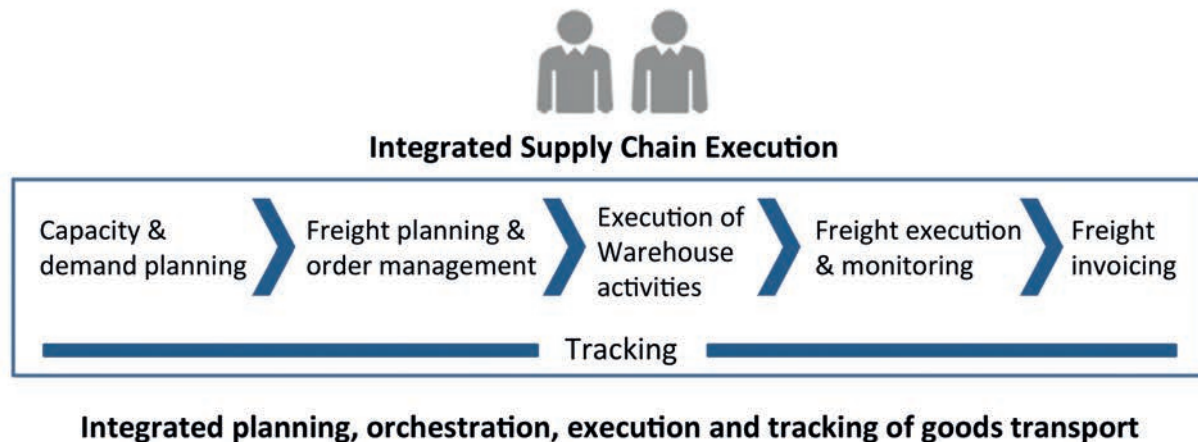 Integrated Supply Chain Execution
Capacity &
demand planning
Freight planning &
order management
Execution of
Warehouse
activities
Freight execution
& monitoring
Freight
invoicing
Tracking
Integrated planning, orchestration, execution and tracking of goods transport